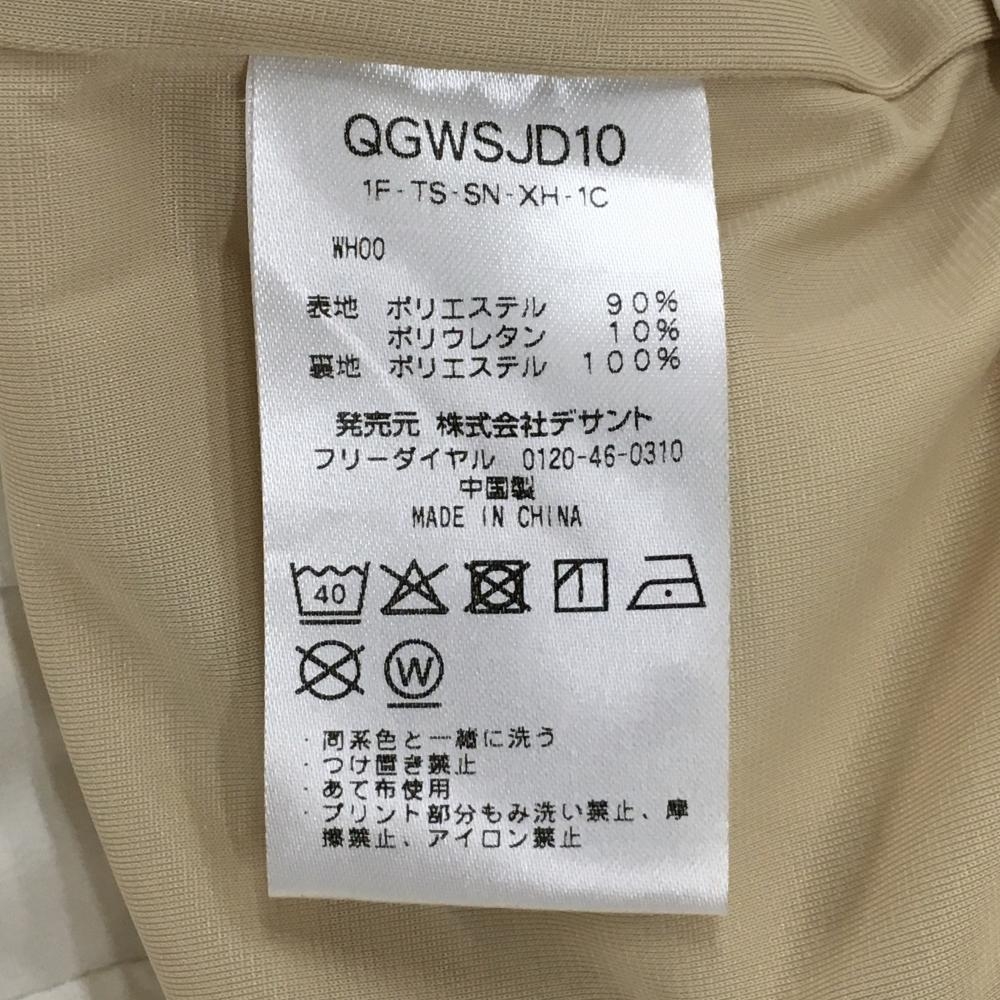 QGWSJD10
1F-TS-SN-XH-1C
WH00
表地 ポリエステル 90%
ポリウレタン 10%
裏地 ポリエステル 100%
発売元 株式会社デサント
フリーダイヤル 0120-46-0310
中国製
MADE IN CHINA
40
W
・同系色と一緒に洗う
・つけ置き禁止
・あて布使用
・プリント部分もみ洗い禁止、摩
擦禁止、アイロン禁止